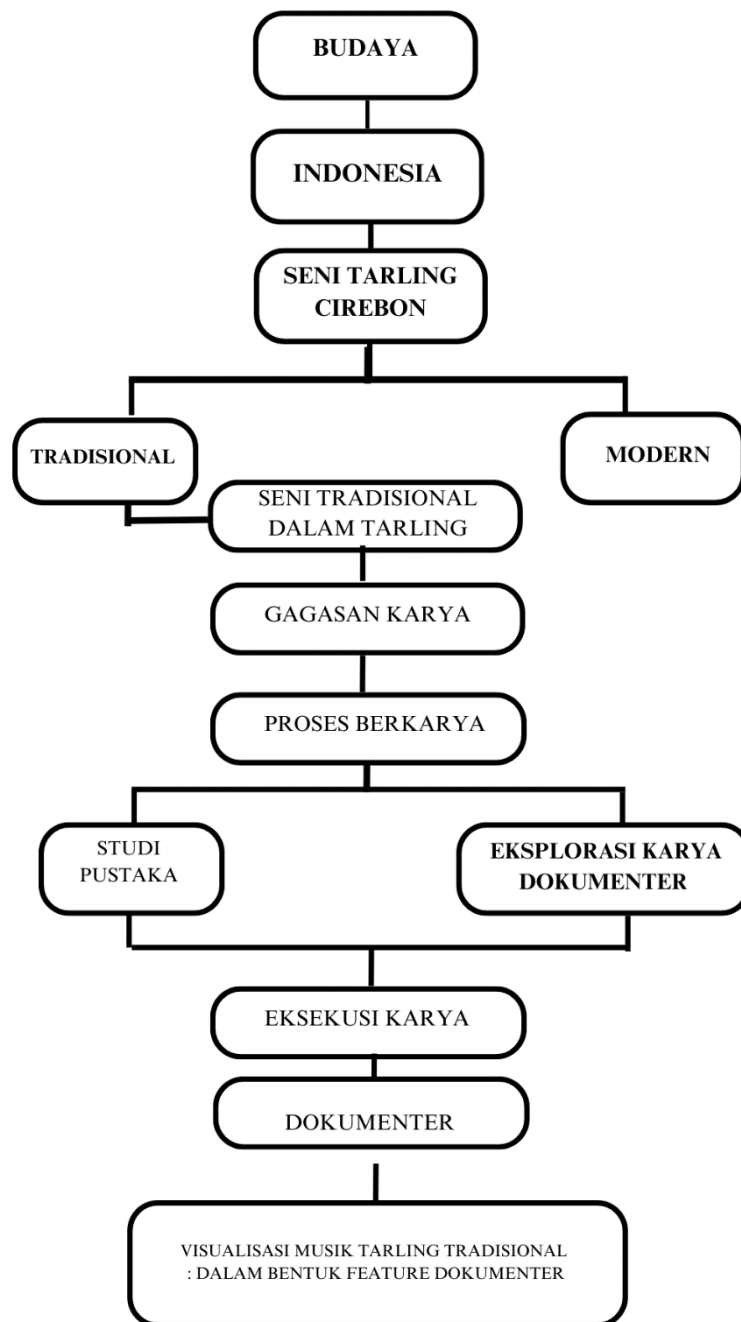 BUDAYA
INDONESIA
SENI TARLING
CIREBON
TRADISIONAL
MODERN
SENI TRADISIONAL
DALAM TARLING
GAGASAN KARYA
PROSES BERKARYA
STUDI
PUSTAKA
EKSPLORASI KARYA
DOKUMENTER
EKSEKUSI KARYA
DOKUMENTER
VISUALISASI MUSIK TARLING TRADISIONAL
: DALAM BENTUK FEATURE DOKUMENTER